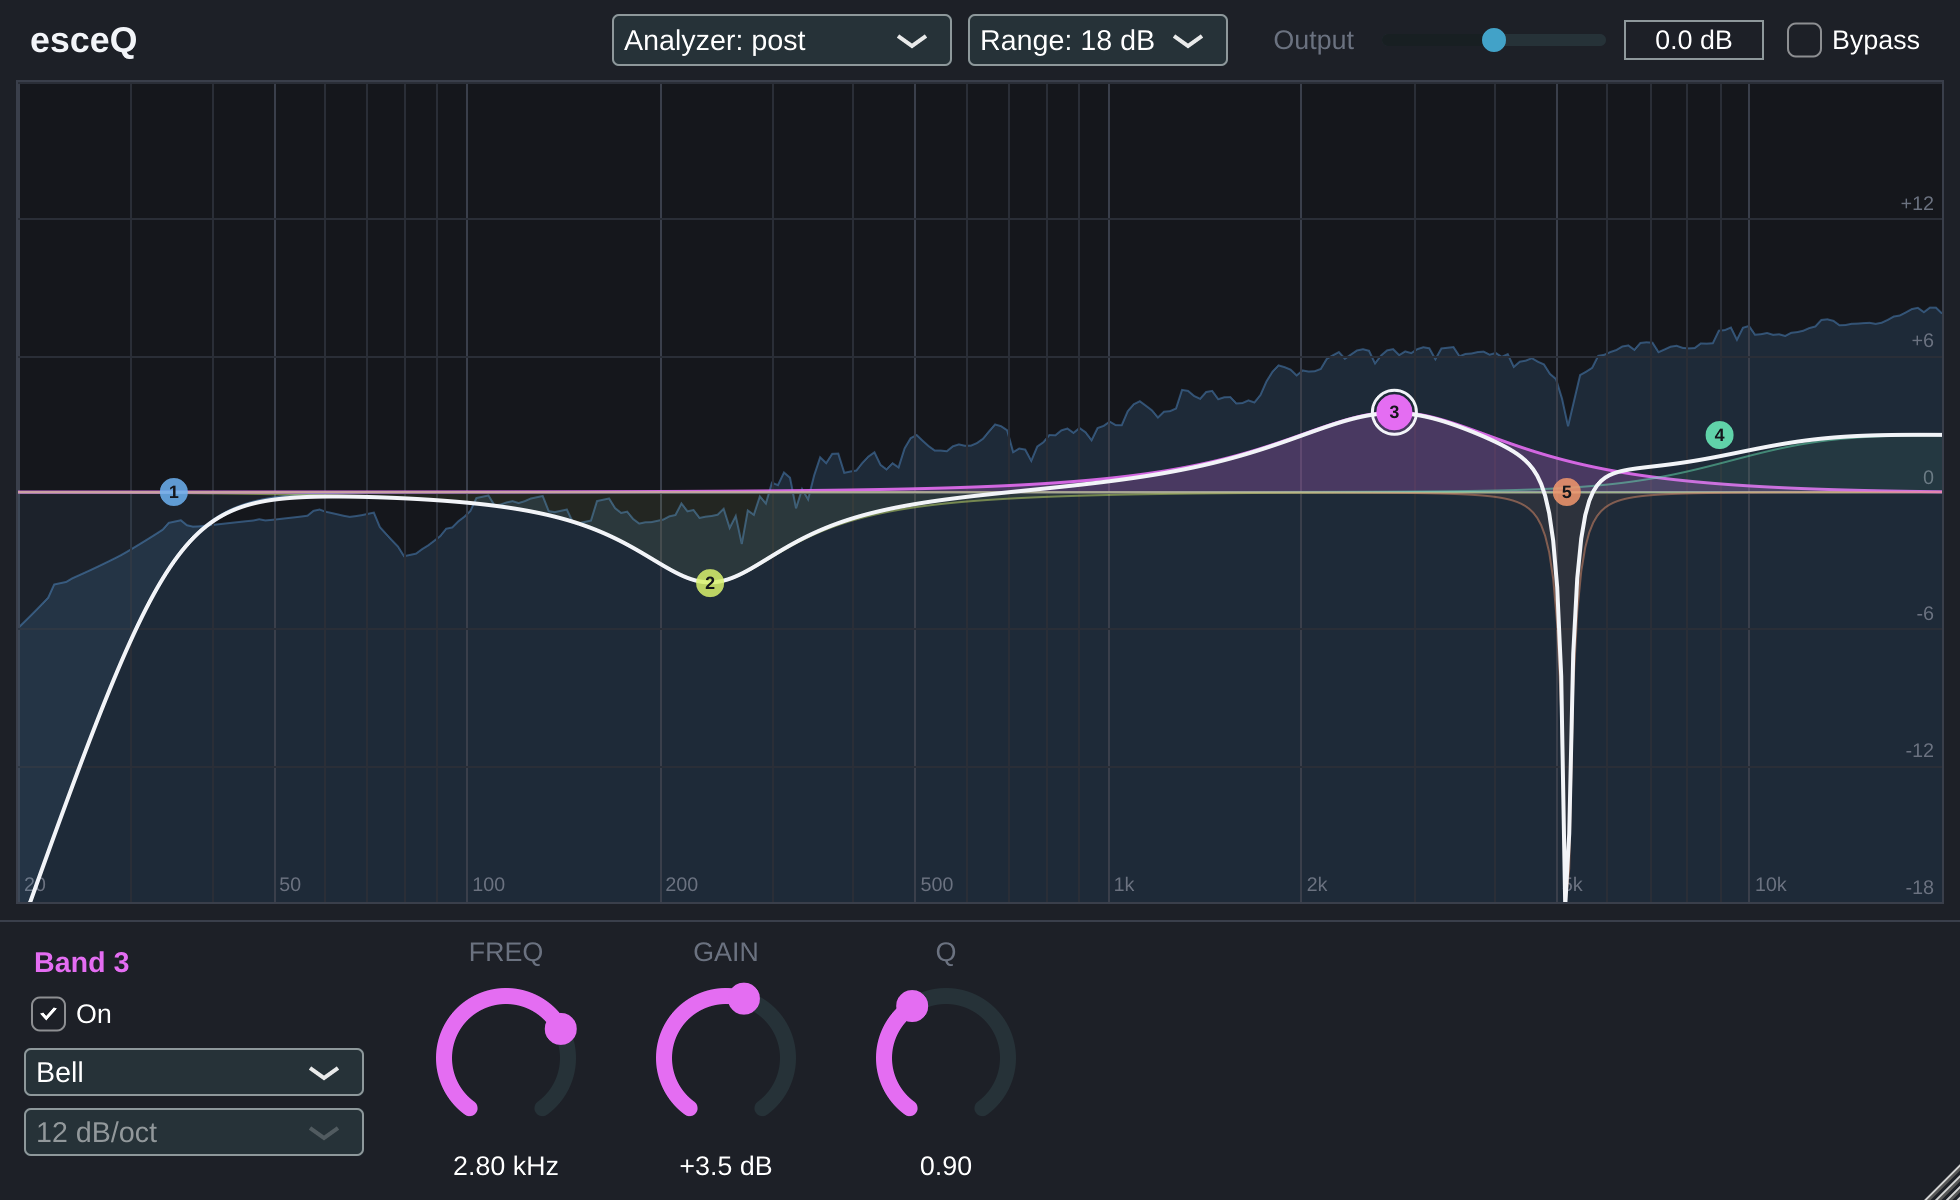 esceQ
Analyzer: post
Range: 18 dB
Output
0.0 dB
Bypass
+12
+6
0
-6
-12
-18
20
50
100
200
500
1k
2k
5k
10k
1
2
3
4
5
Band 3
On
Bell
12 dB/oct
FREQ
GAIN
Q
2.80 kHz
+3.5 dB
0.90